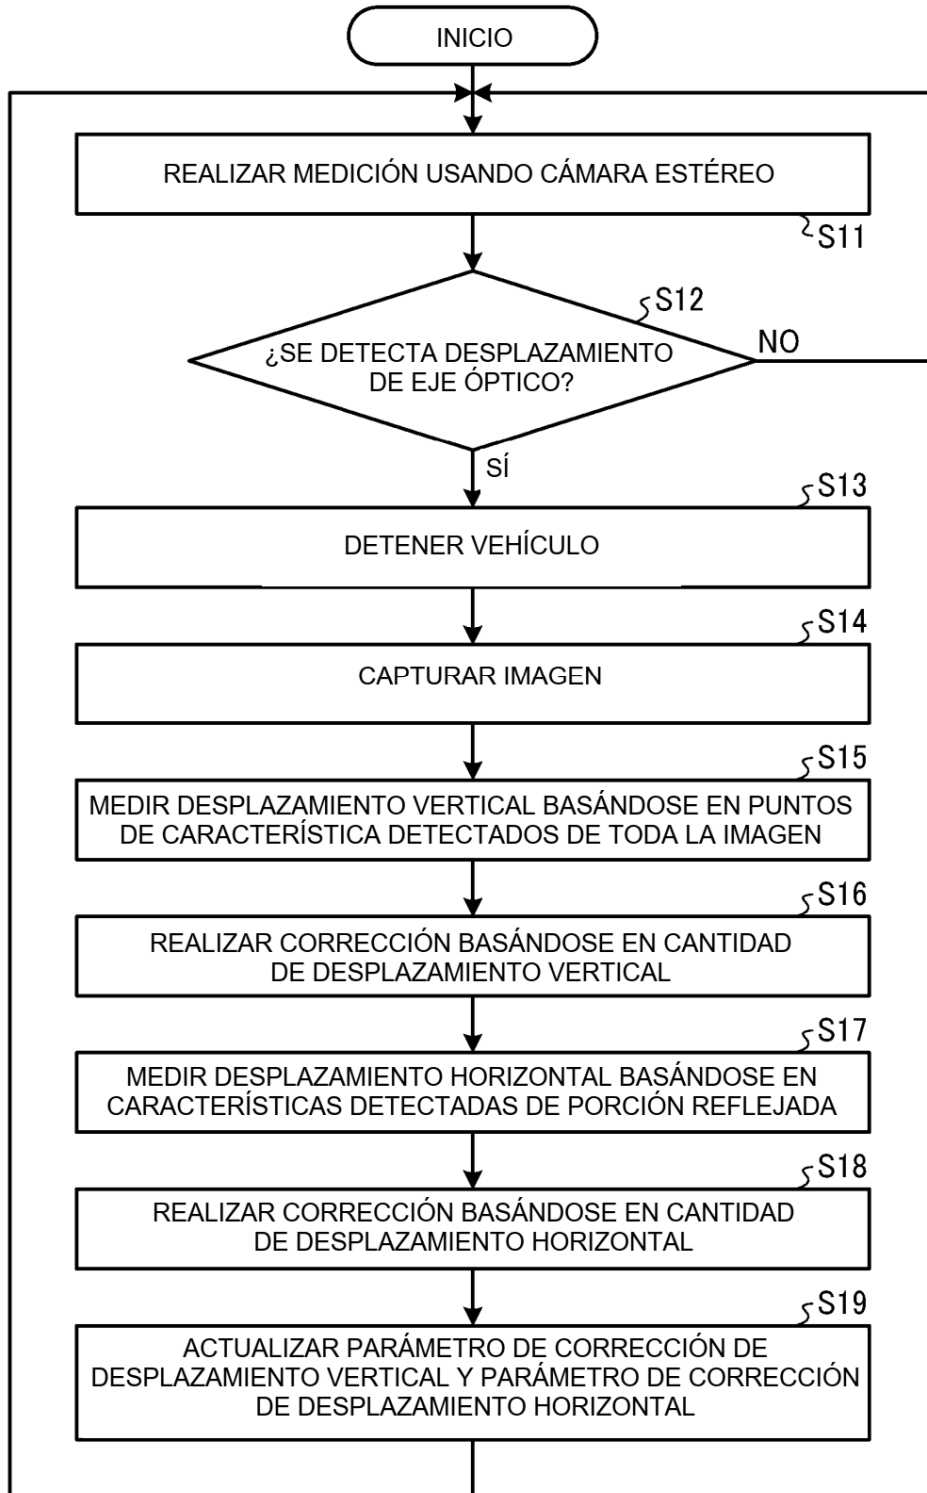 INICIO
REALIZAR MEDICIÓN USANDO CÁMARA ESTÉREO
S11
S12
¿SE DETECTA DESPLAZAMIENTO
DE EJE ÓPTICO?
NO
SÍ
S13
DETENER VEHÍCULO
S14
CAPTURAR IMAGEN
S15
MEDIR DESPLAZAMIENTO VERTICAL BASÁNDOSE EN PUNTOS
DE CARACTERÍSTICA DETECTADOS DE TODA LA IMAGEN
S16
REALIZAR CORRECCIÓN BASÁNDOSE EN CANTIDAD
DE DESPLAZAMIENTO VERTICAL
S17
MEDIR DESPLAZAMIENTO HORIZONTAL BASÁNDOSE EN
CARACTERÍSTICAS DETECTADAS DE PORCIÓN REFLEJADA
S18
REALIZAR CORRECCIÓN BASÁNDOSE EN CANTIDAD
DE DESPLAZAMIENTO HORIZONTAL
S19
ACTUALIZAR PARÁMETRO DE CORRECCIÓN DE
DESPLAZAMIENTO VERTICAL Y PARÁMETRO DE CORRECCIÓN
DE DESPLAZAMIENTO HORIZONTAL